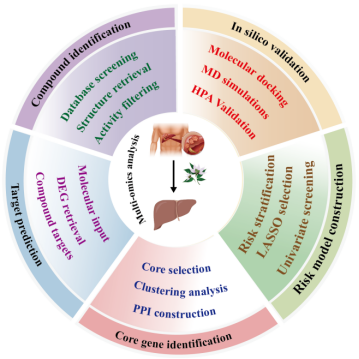 Compound identification
Database screening
Structure retrieval
Activity filtering
In silico validation
Molecular docking
MD simulations
HPA Validation
Risk model construction
Risk stratification
LASSO selection
Univariate screening
Core gene identification
Core selection
Clustering analysis
PPI construction
Target prediction
Molecular input
DEG retrieval
Compound targets
Multi-omics analysis